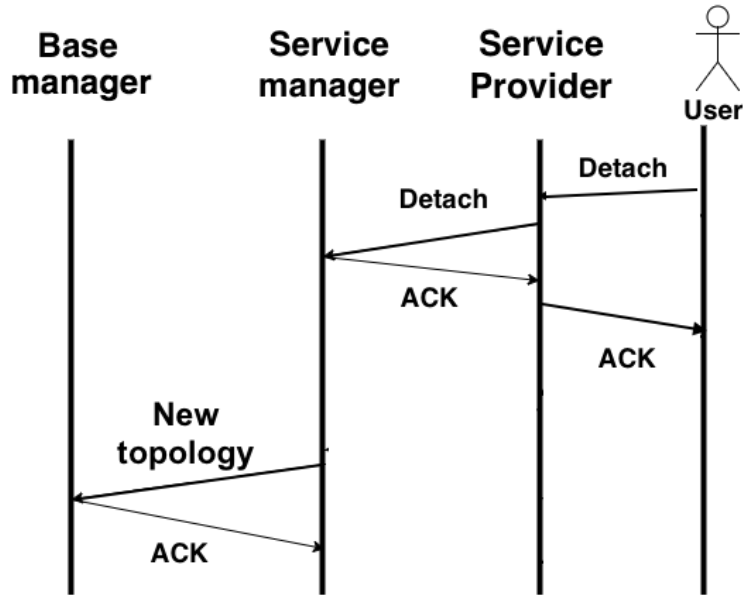 Base
manager
Service
manager
Service
Provider
User
Detach
Detach
ACK
ACK
New
topology
ACK